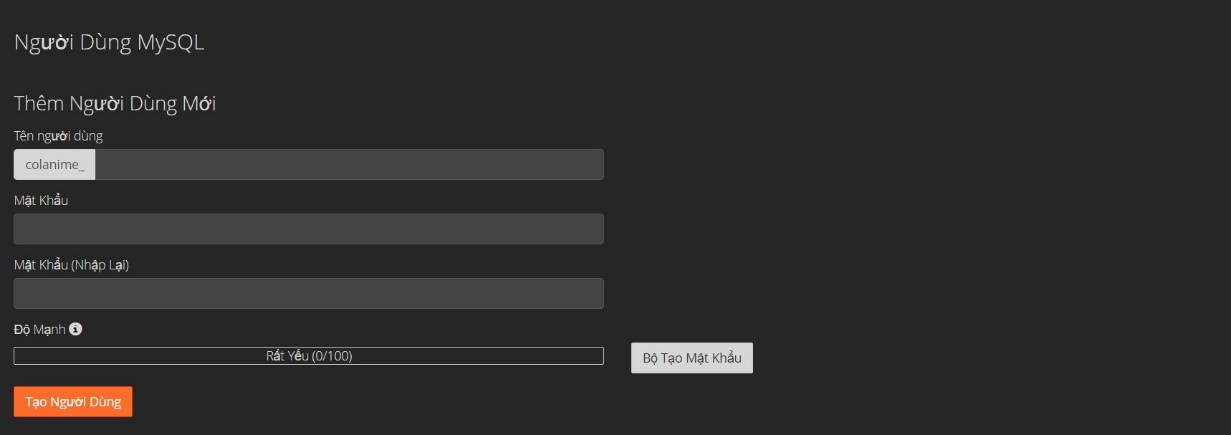 Người Dùng MySQL
Thêm Người Dùng Mới
Tên người dùng
colanime_
Mật Khẩu
Mật Khẩu (Nhập Lại)
Độ Mạnh
Rất Yếu (0/100)
Bộ Tạo Mật Khẩu
Tạo Người Dùng